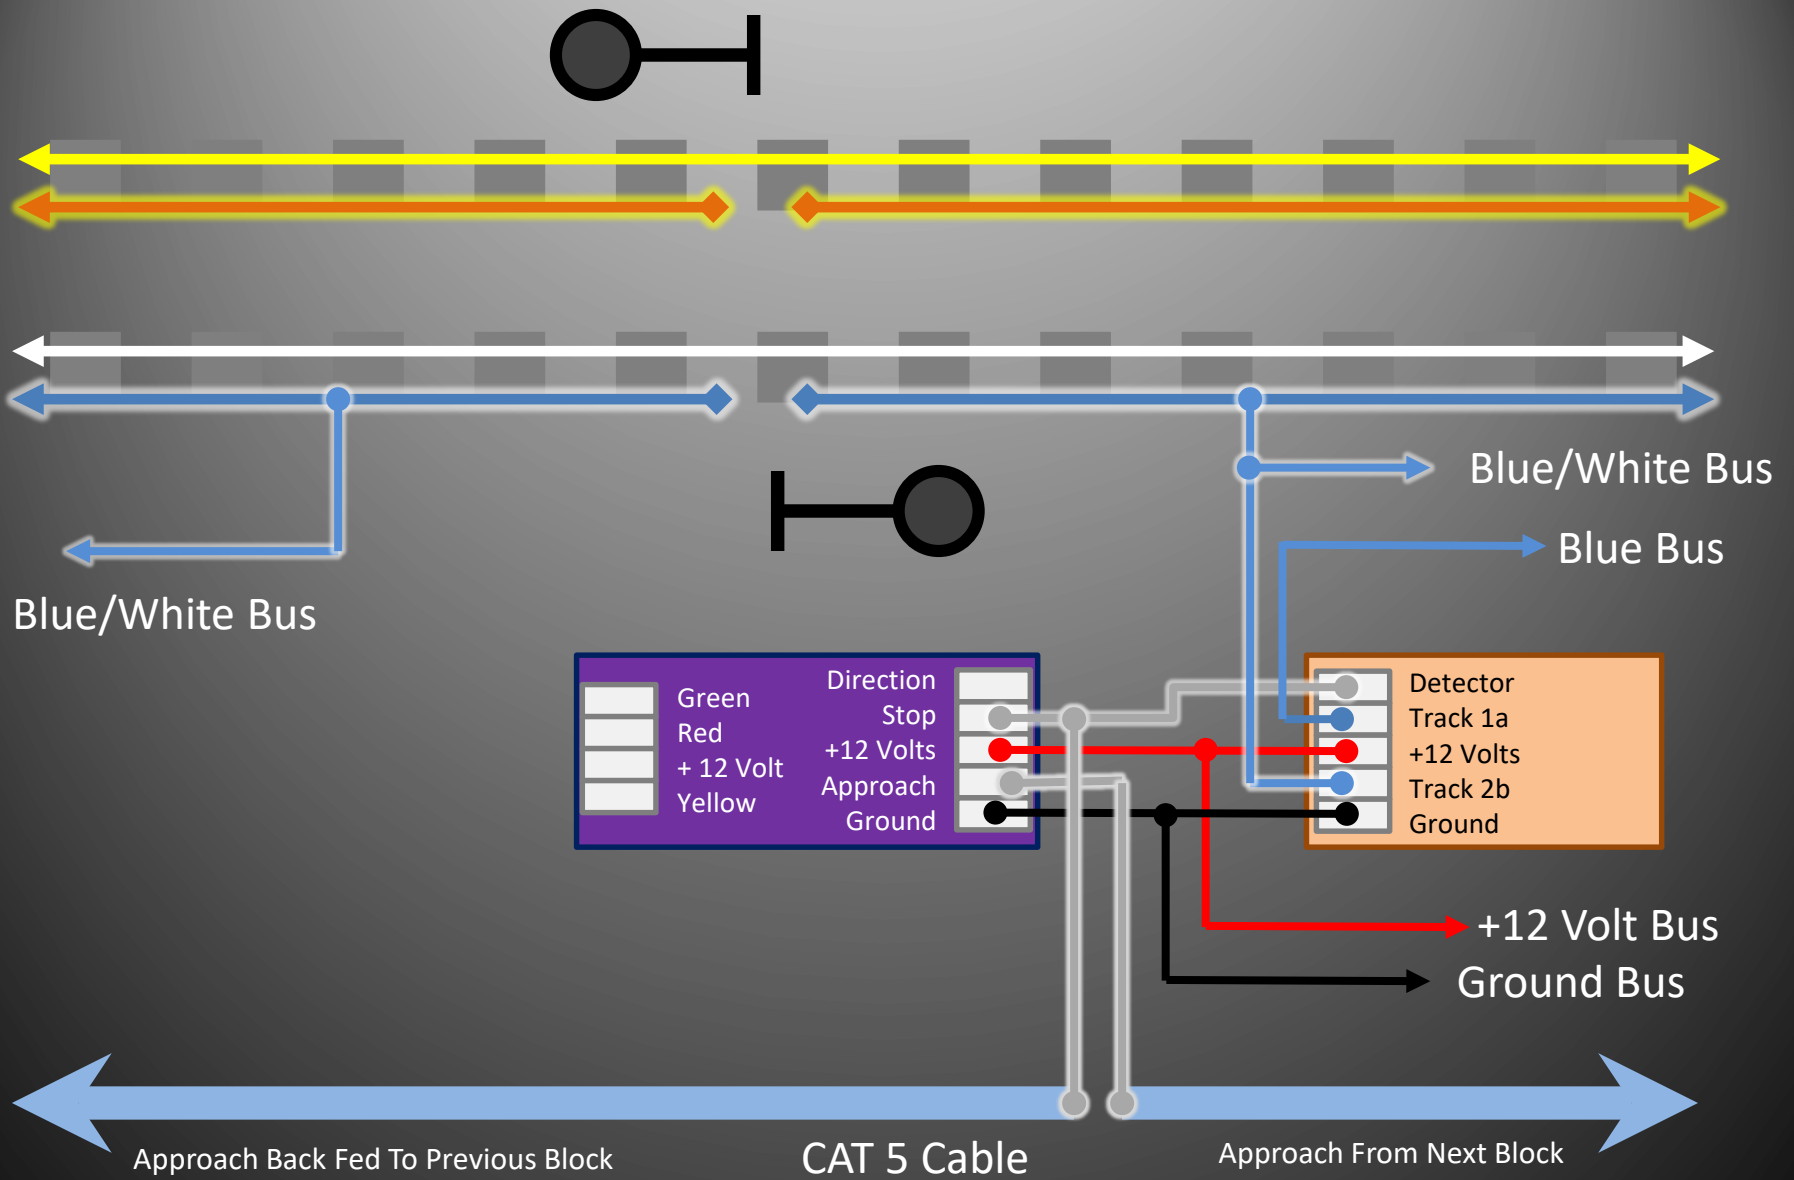 Blue/White Bus
Blue Bus
Blue/White Bus
Green
Red
+ 12 Volt
Yellow
Direction
Stop
+12 Volts
Approach
Ground
Detector
Track 1a
+12 Volts
Track 2b
Ground
+12 Volt Bus
Ground Bus
Approach Back Fed To Previous Block
CAT 5 Cable
Approach From Next Block